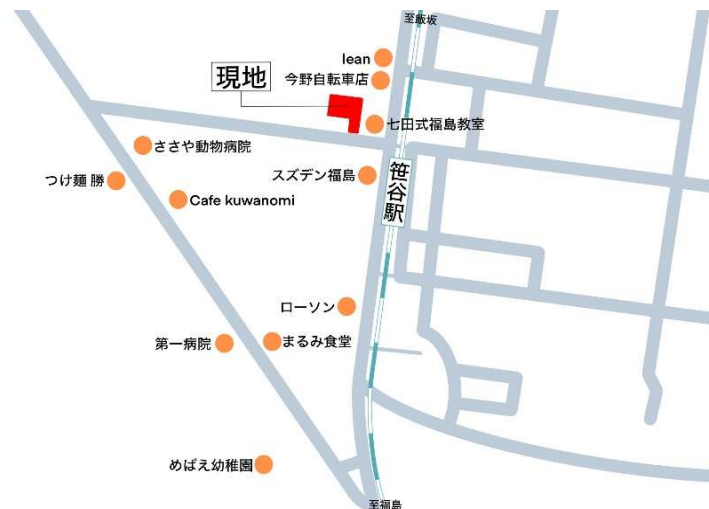 至飯坂
lean
今野自転車店
現地
七田式福島教室
ささや動物病院
スズデン福島
笹谷駅
つけ麺 勝
Cafe kuwanomi
ローソン
第一病院
まるみ食堂
めばえ幼稚園
至福島